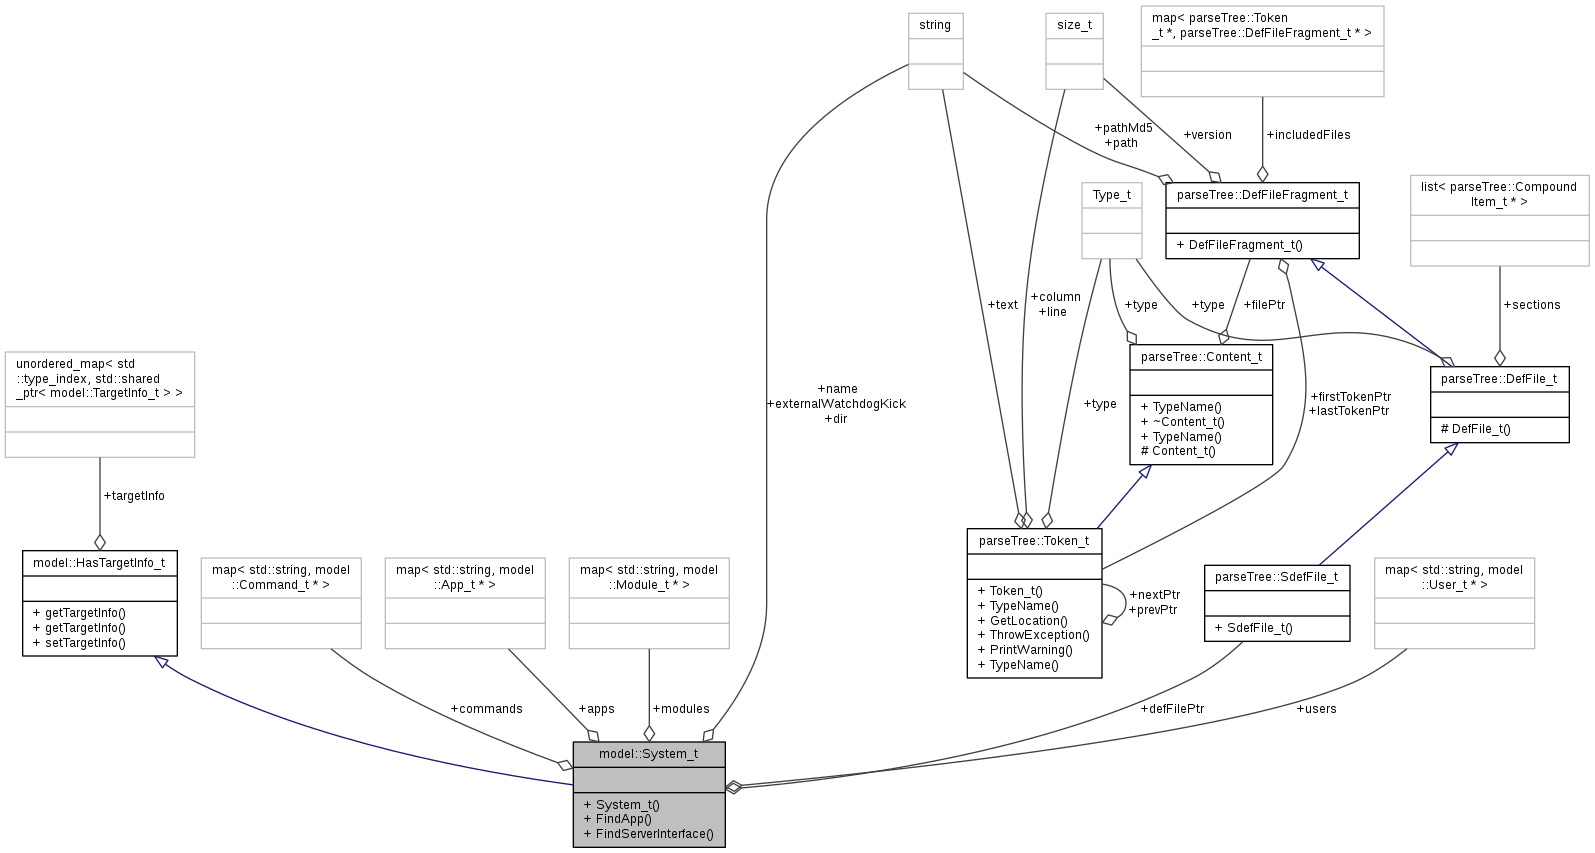 string
size_t
map< parseTree::Token
_t *, parseTree::DefFileFragment_t * >
+pathMd5
+path
+version
+includedFiles
Type_t
parseTree::DefFileFragment_t
+ DefFileFragment_t()
list< parseTree::Compound
Item_t * >
+text
+column
+line
+type
+type
+filePtr
+sections
unordered_map< std
::type_index, std::shared
_ptr< model::TargetInfo_t > >
+name
+externalWatchdogKick
+dir
+type
parseTree::Content_t
+ TypeName()
+ ~Content_t()
+ TypeName()
# Content_t()
+firstTokenPtr
+lastTokenPtr
parseTree::DefFile_t
# DefFile_t()
+targetInfo
model::HasTargetInfo_t
+ getTargetInfo()
+ getTargetInfo()
+ setTargetInfo()
map< std::string, model
::Command_t * >
map< std::string, model
::App_t * >
map< std::string, model
::Module_t * >
parseTree::Token_t
+ Token_t()
+ TypeName()
+ GetLocation()
+ ThrowException()
+ PrintWarning()
+ TypeName()
+nextPtr
+prevPtr
parseTree::SdefFile_t
+ SdefFile_t()
map< std::string, model
::User_t * >
+commands
+apps
+modules
+defFilePtr
+users
model::System_t
+ System_t()
+ FindApp()
+ FindServerInterface()